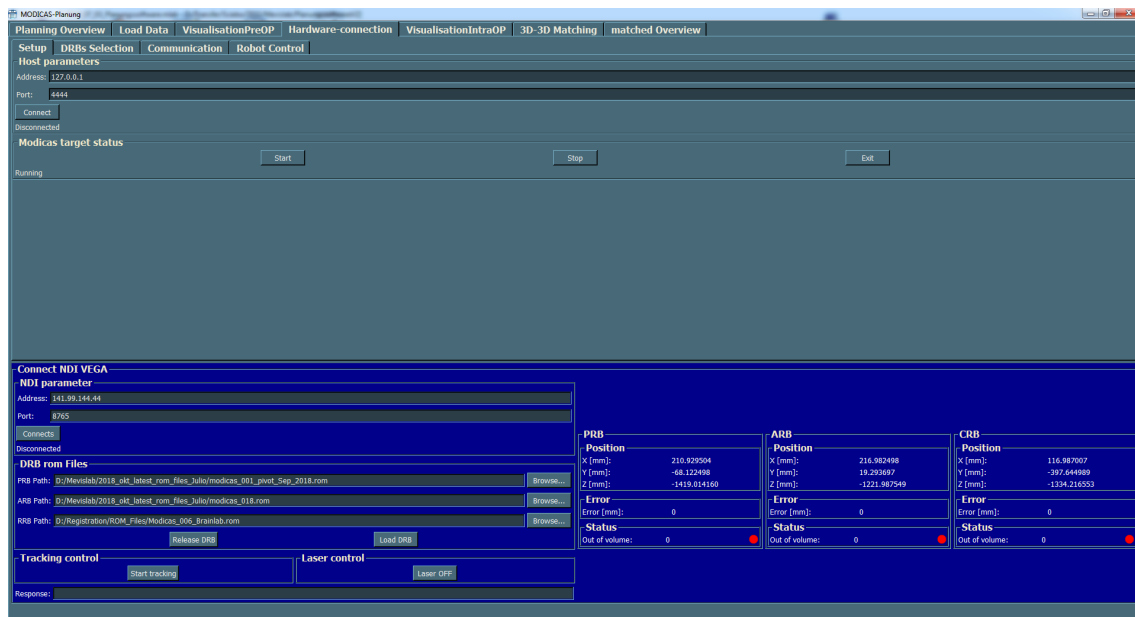 MODICAS-Planung
Planning Overview Load Data VisualisationPreOP Hardware-connection VisualisationIntraOP 3D-3D Matching matched Overview
Setup DRBs Selection Communication Robot Control
Host parameters
Address: 127.0.0.1
Port: 4444
Connect
Disconnected
Modicas target status
Start Stop Exit
Running
Connect NDI VEGA
NDI parameter
Address: 141.99.144.44
Port: 8765
Connects
Disconnected
DRB rom Files
PRB Path: D:/Mevislab/2018_okt_latest_rom_files_Julio/modicas_001_pivot_Sep_2018.rom Browse...
ARB Path: D:/Mevislab/2018_okt_latest_rom_files_Julio/modicas_018.rom Browse...
RRB Path: D:/Registration/ROM_Files/Modicas_006_Brainlab.rom Browse...
Release DRB Load DRB
Tracking control Laser control
Start tracking Laser OFF
Response:
PRB
Position
X [mm]: 210.929504
Y [mm]: -68.122498
Z [mm]: -1419.014160
Error
Error [mm]: 0
Status
Out of volume: 0
ARB
Position
X [mm]: 216.982498
Y [mm]: 19.293697
Z [mm]: -1221.987549
Error
Error [mm]: 0
Status
Out of volume: 0
CRB
Position
X [mm]: 116.987007
Y [mm]: -397.644989
Z [mm]: -1334.216553
Error
Error [mm]: 0
Status
Out of volume: 0